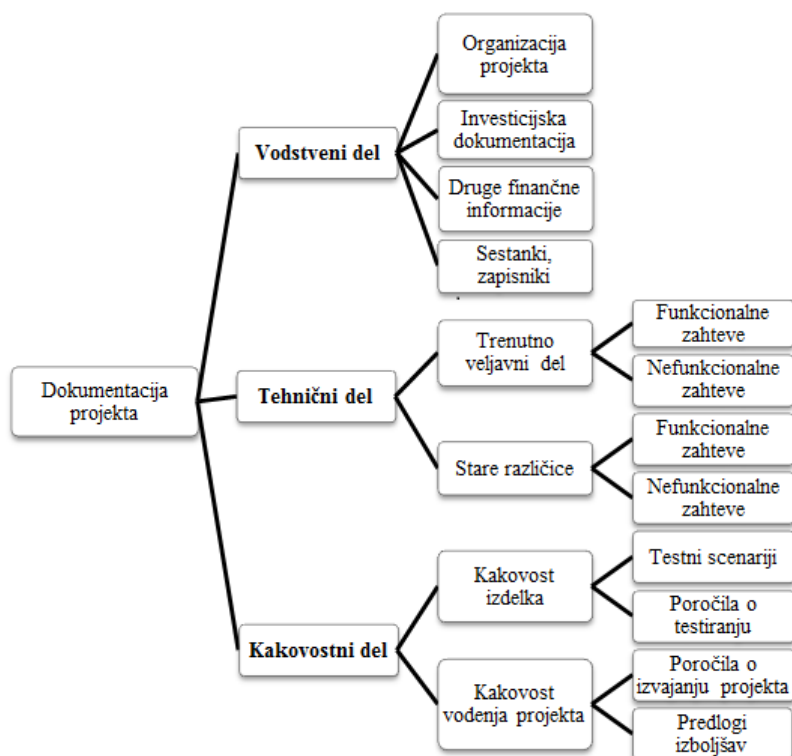 Organizacija
projekta
Investicijska
dokumentacija
Vodstveni del
Druge finančne
informacije
Sestanki,
zapisniki
Funkcionalne
zahteve
Trenutno
veljavni del
Nefunkcionalne
zahteve
Dokumentacija
projekta
Tehnični del
Funkcionalne
zahteve
Stare različice
Nefunkcionalne
zahteve
Testni scenariji
Kakovost
izdelka
Poročila o
testiranju
Kakovostni del
Poročila o
izvajanju projekta
Kakovost
vodenja projekta
Predlogi
izboljšav